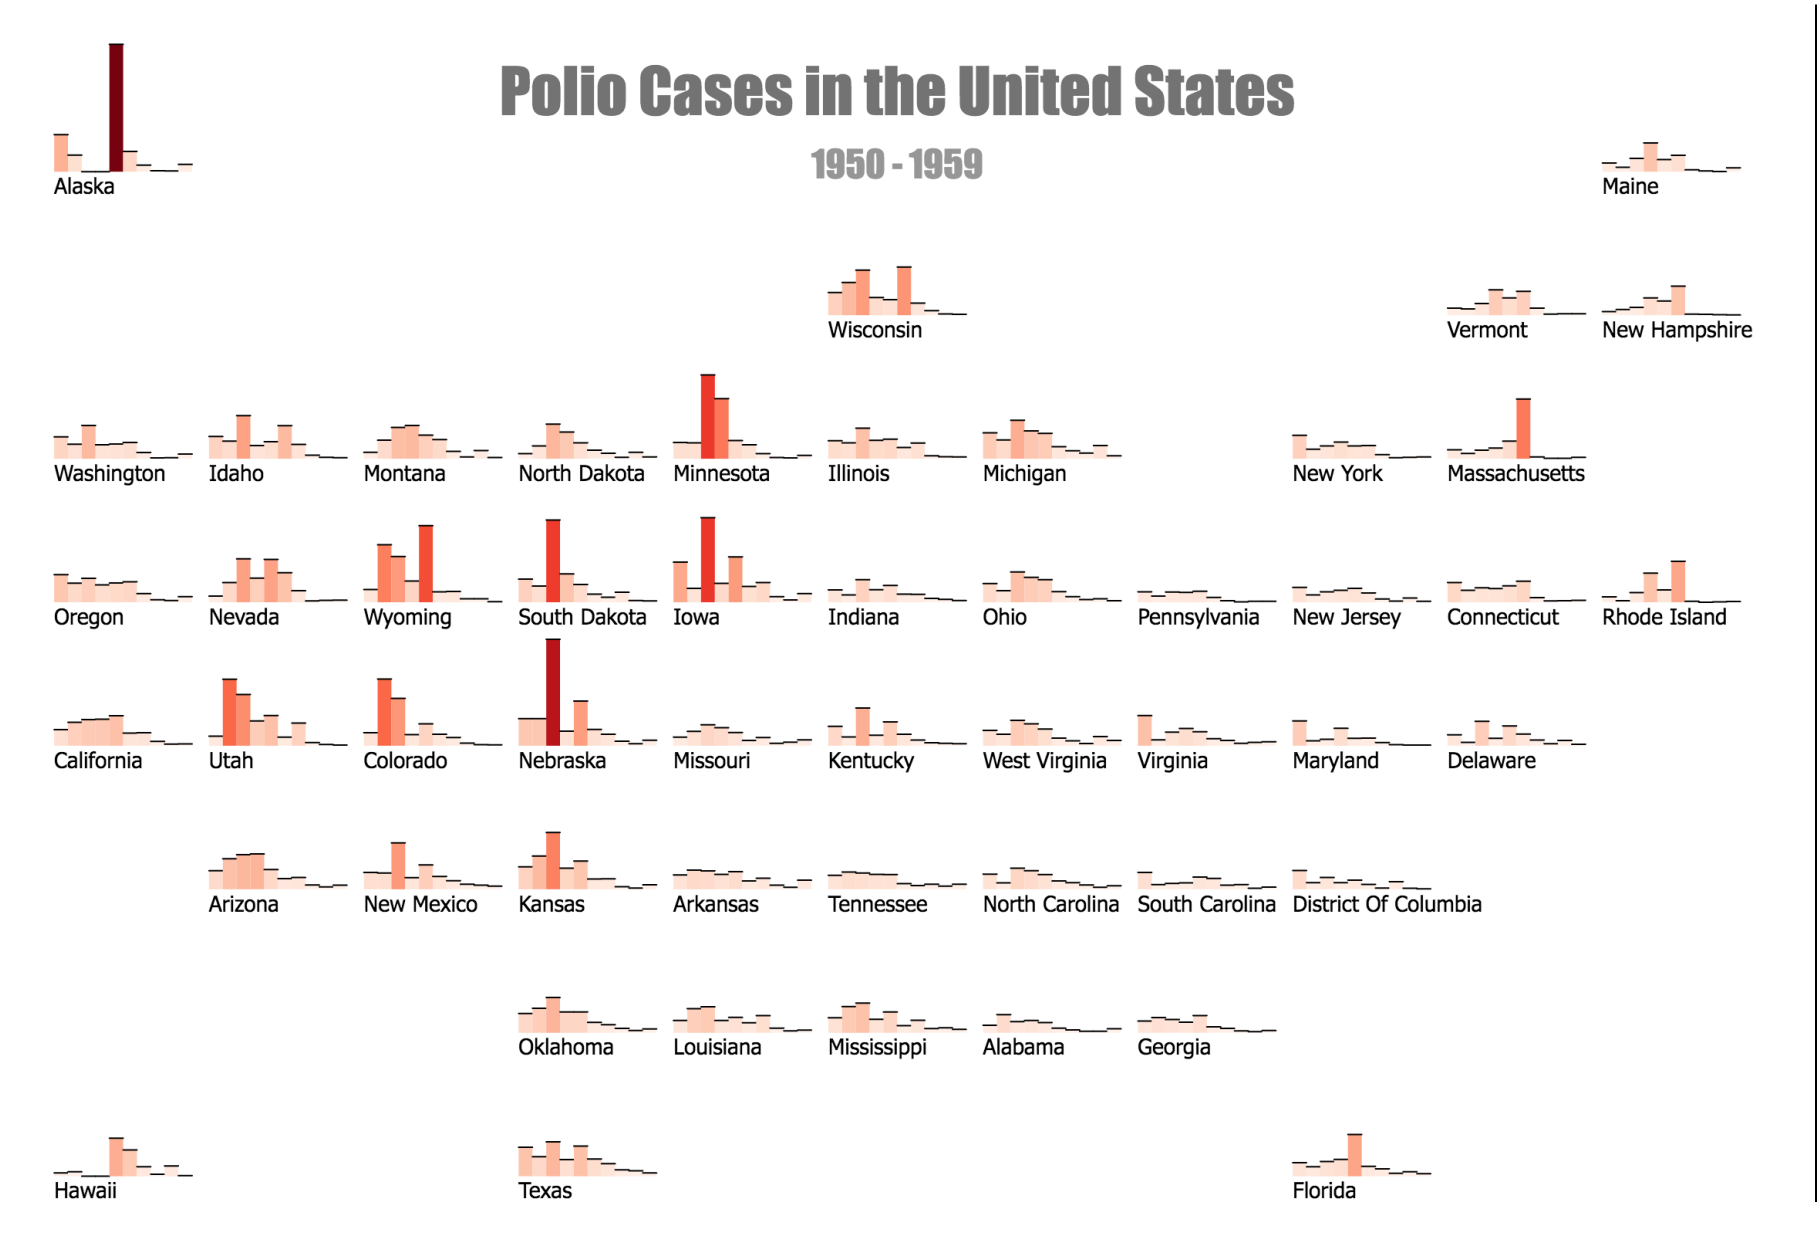 Polio Cases in the United States
1950 - 1959
Alaska
Maine
Wisconsin
Vermont
New Hampshire
Washington
Idaho
Montana
North Dakota
Minnesota
Illinois
Michigan
New York
Massachusetts
Oregon
Nevada
Wyoming
South Dakota
Iowa
Indiana
Ohio
Pennsylvania
New Jersey
Connecticut
Rhode Island
California
Utah
Colorado
Nebraska
Missouri
Kentucky
West Virginia
Virginia
Maryland
Delaware
Arizona
New Mexico
Kansas
Arkansas
Tennessee
North Carolina
South Carolina
District Of Columbia
Oklahoma
Louisiana
Mississippi
Alabama
Georgia
Hawaii
Texas
Florida